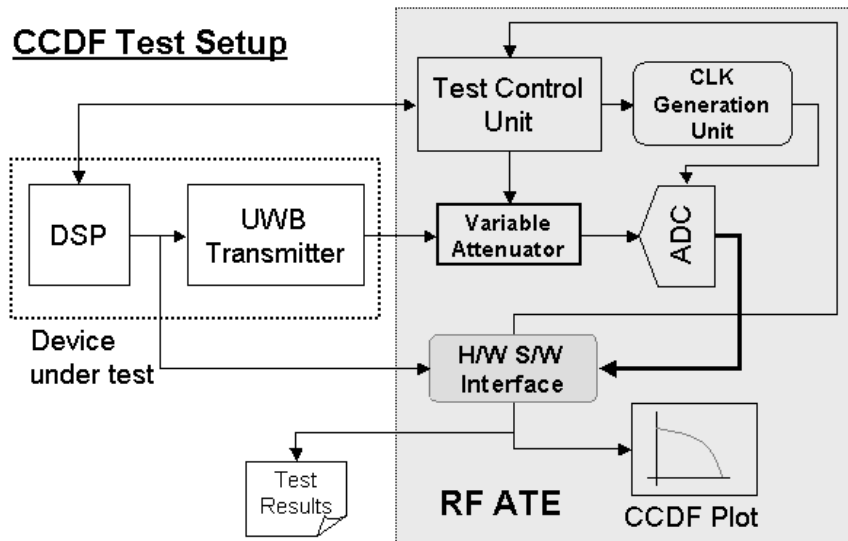 CCDF Test Setup
Test Control
Unit
CLK
Generation
Unit
DSP
UWB
Transmitter
Variable
Attenuator
ADC
Device
under test
H/W S/W
Interface
Test
Results
RF ATE
CCDF Plot